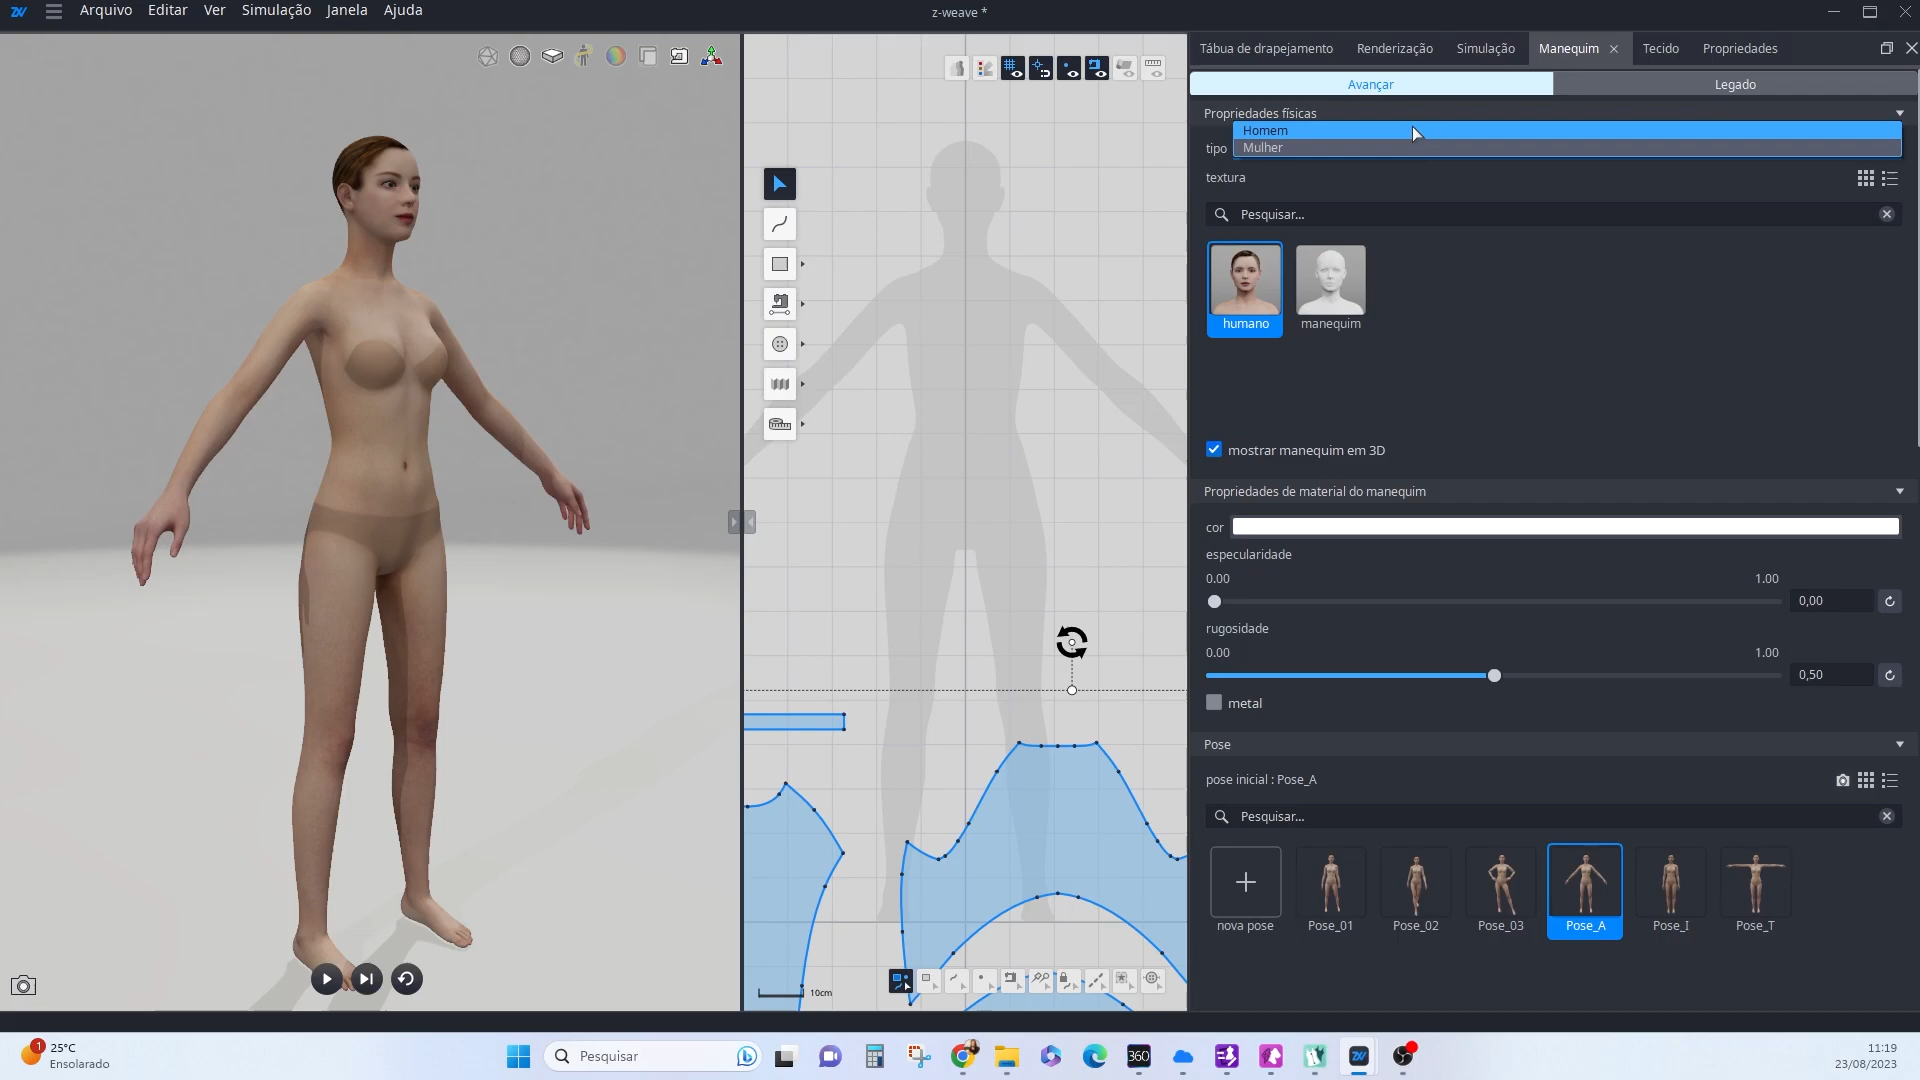 Arquivo Editar Ver Simulação Janela Ajuda
z-weave *
Tábua de drapejamento Renderização Simulação Manequim Tecido Propriedades
Avançar Legado
Propriedades físicas
Homem
tipo Mulher
textura
Pesquisar...
humano manequim
mostrar manequim em 3D
Propriedades de material do manequim
cor
especularidade
0.00 1.00
0,00
rugosidade
0.00 1.00
0,50
metal
Pose
pose inicial : Pose_A
Pesquisar...
nova pose Pose_01 Pose_02 Pose_03 Pose_A Pose_I Pose_T
10cm
1
25°C
Ensolarado
Pesquisar
360
11:19
23/08/2023